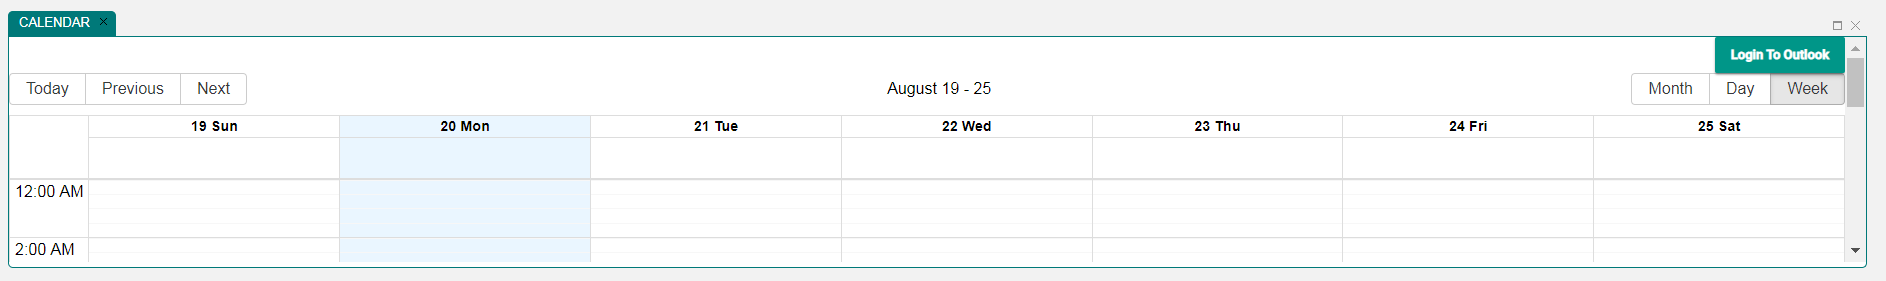 CALENDAR
Login To Outlook
Today Previous Next August 19 - 25 Month Day Week
19 Sun 20 Mon 21 Tue 22 Wed 23 Thu 24 Fri 25 Sat
12:00 AM
2:00 AM